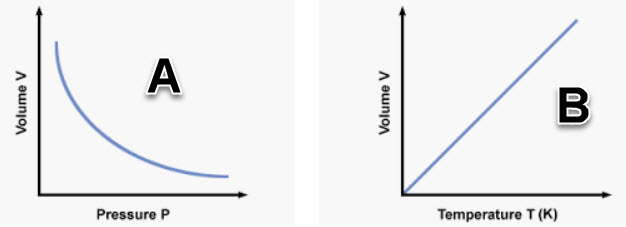 Volume V
A
Pressure P
Volume V
B
Temperature T (K)